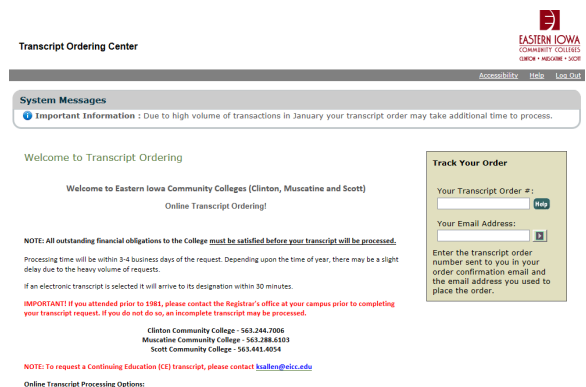 EASTERN IOWA
COMMUNITY COLLEGES
CLINTON • MUSCATINE • SCOTT
Transcript Ordering Center
Accessibility Help Log Out
System Messages
Important Information : Due to high volume of transactions in January your transcript order may take additional time to process.
Welcome to Transcript Ordering
Welcome to Eastern Iowa Community Colleges (Clinton, Muscatine and Scott)
Online Transcript Ordering!
NOTE: All outstanding financial obligations to the College must be satisfied before your transcript will be processed.
Processing time will be within 3-4 business days of the request. Depending upon the time of year, there may be a slight
delay due to the heavy volume of requests.
If an electronic transcript is selected it will arrive to its designation within 30 minutes.
IMPORTANT! If you attended prior to 1981, please contact the Registrar's office at your campus prior to completing
your transcript request. If you do not do so, an incomplete transcript may be processed.
Clinton Community College - 563.244.7006
Muscatine Community College - 563.288.6103
Scott Community College - 563.441.4054
NOTE: To request a Continuing Education (CE) transcript, please contact ksallen@eicc.edu
Online Transcript Processing Options:
Track Your Order
Your Transcript Order #:
Help
Your Email Address:
Enter the transcript order
number sent to you in your
order confirmation email and
the email address you used to
place the order.